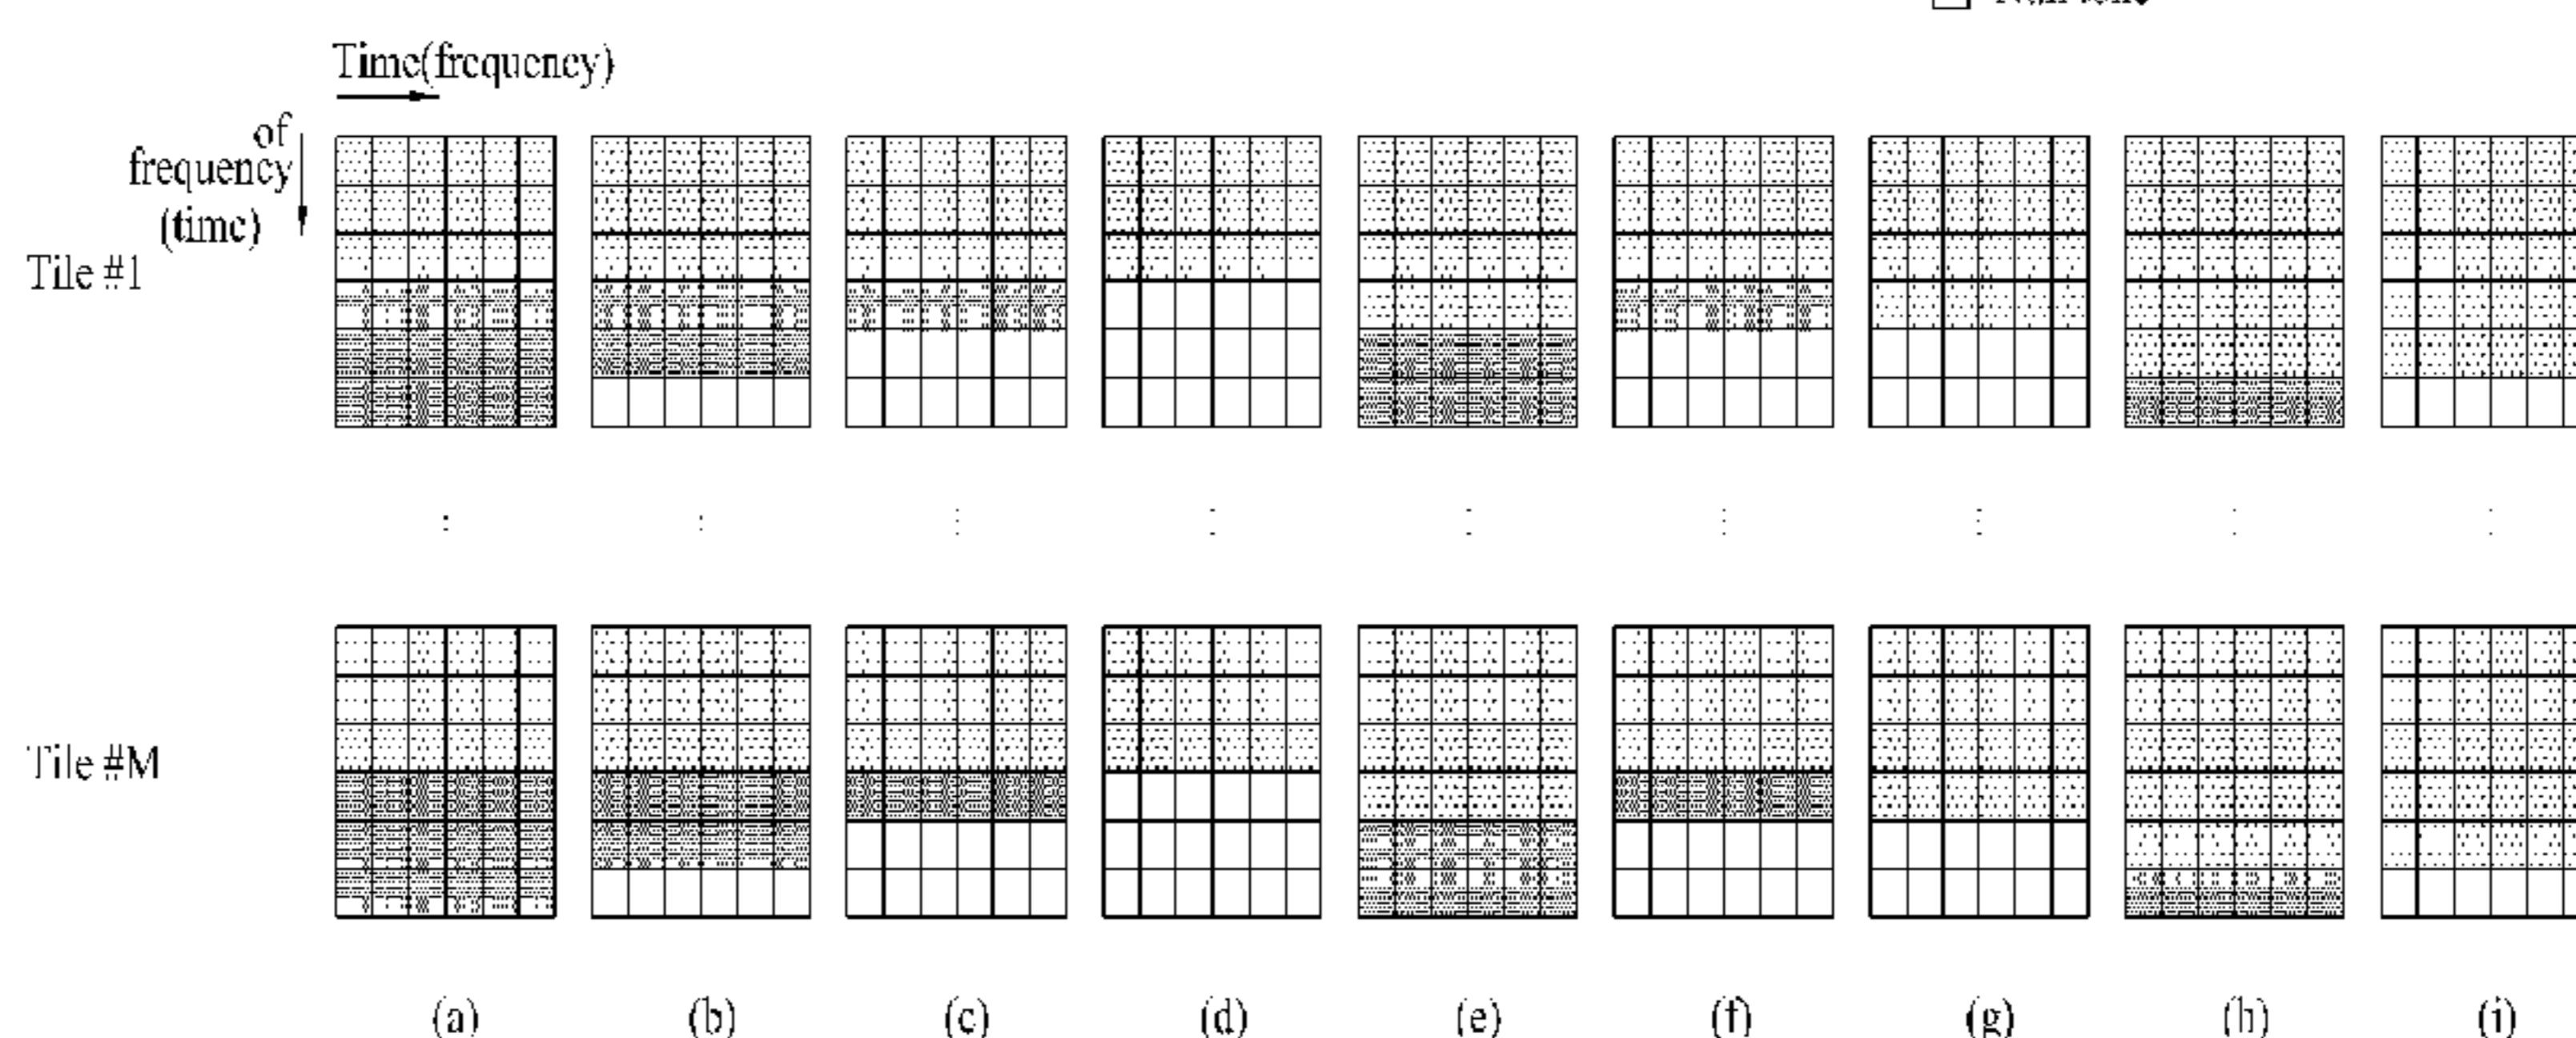 Time(frequency)
of
frequency
(time)
Tile #1
Tile #M
(a) (b) (c) (d) (e) (f) (g) (h) (i)